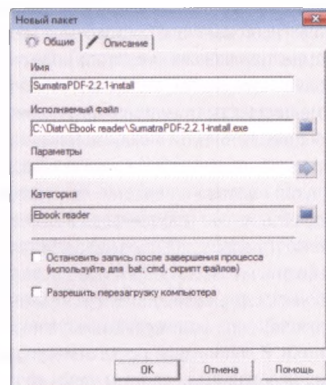 Новый пакет
Общие
Описание
Имя
SumatraPDF-2.2.1-install
Исполняемый файл
C:\Distr\Ebook reader\SumatraPDF-2.2.1-install.exe
Параметры
Категория
Ebook reader
Остановить запись после завершения процесса
(используйте для bat, cmd, скрипт файлов)
Разрешить перезагрузку компьютера
OK
Отмена
Помощь